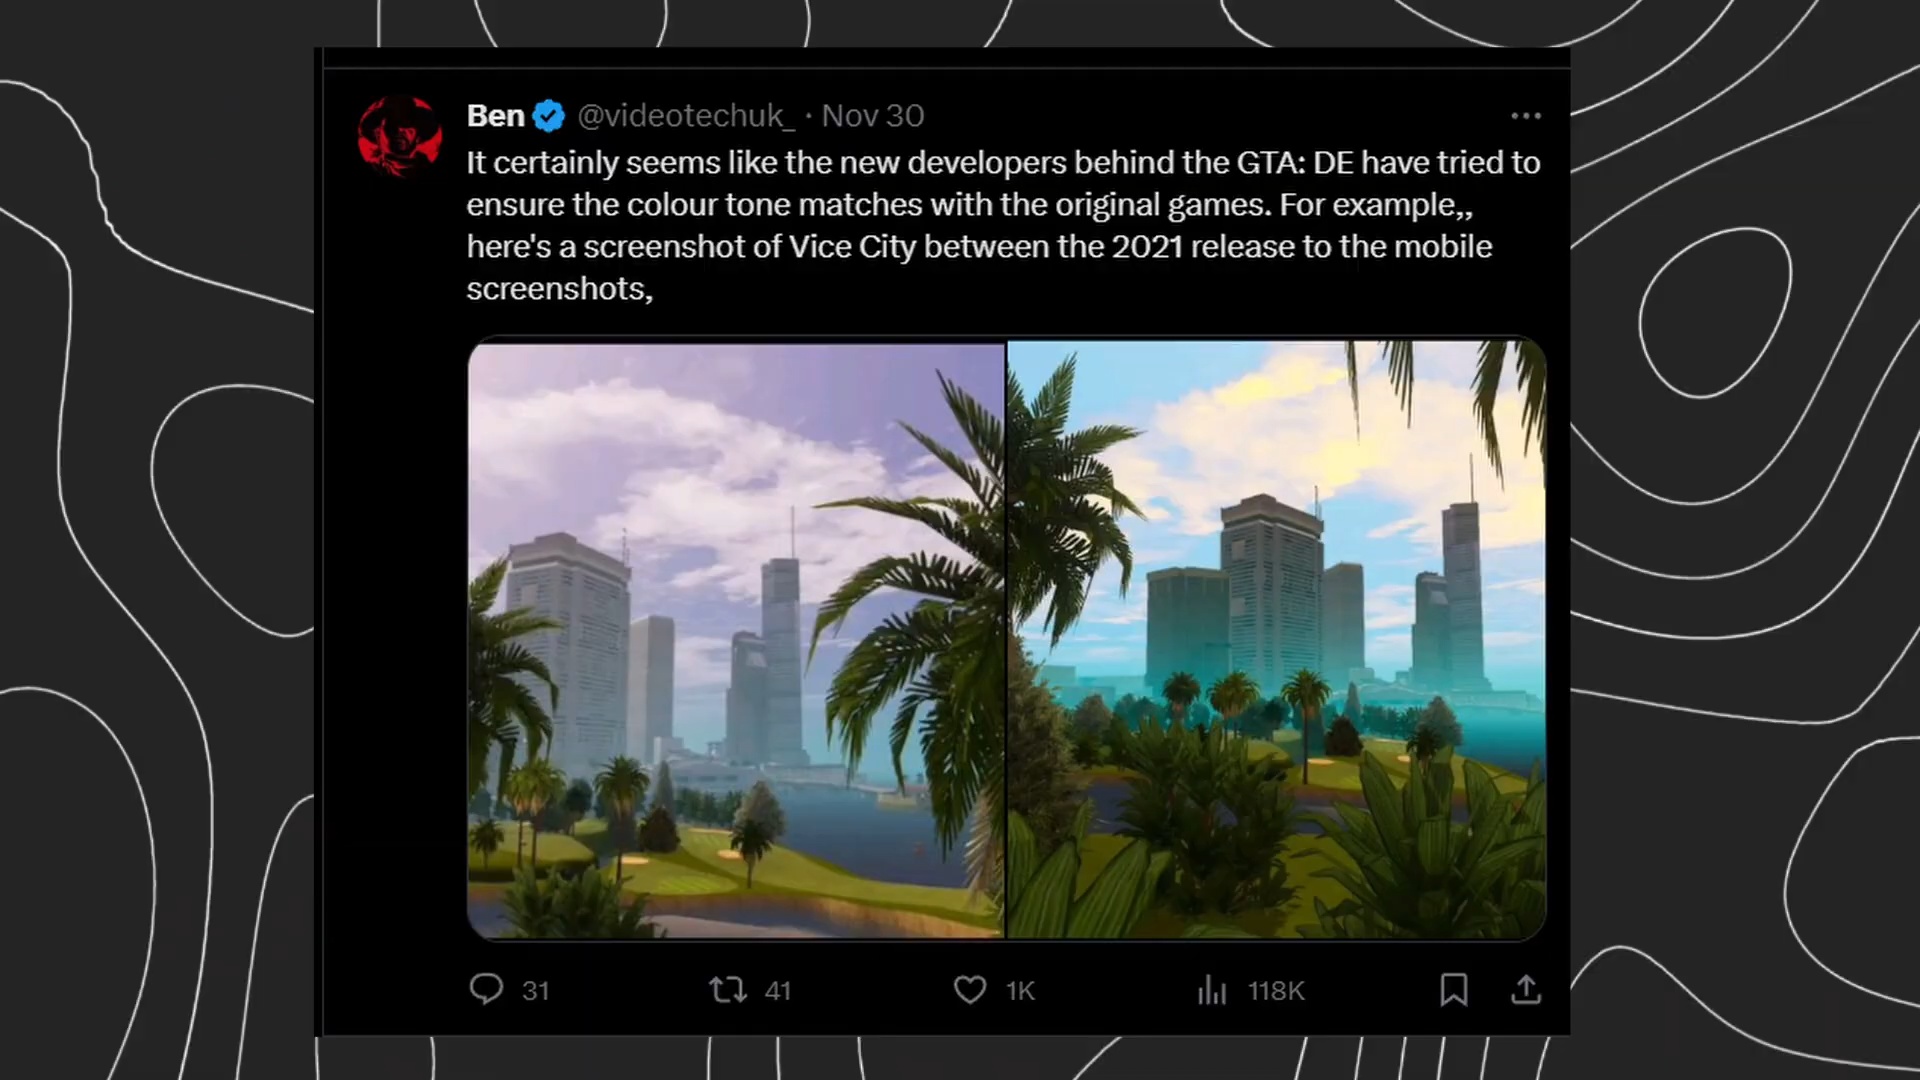 Ben @videotechuk_ · Nov 30
It certainly seems like the new developers behind the GTA: DE have tried to
ensure the colour tone matches with the original games. For example,,
here's a screenshot of Vice City between the 2021 release to the mobile
screenshots,
31 41 1K 118K